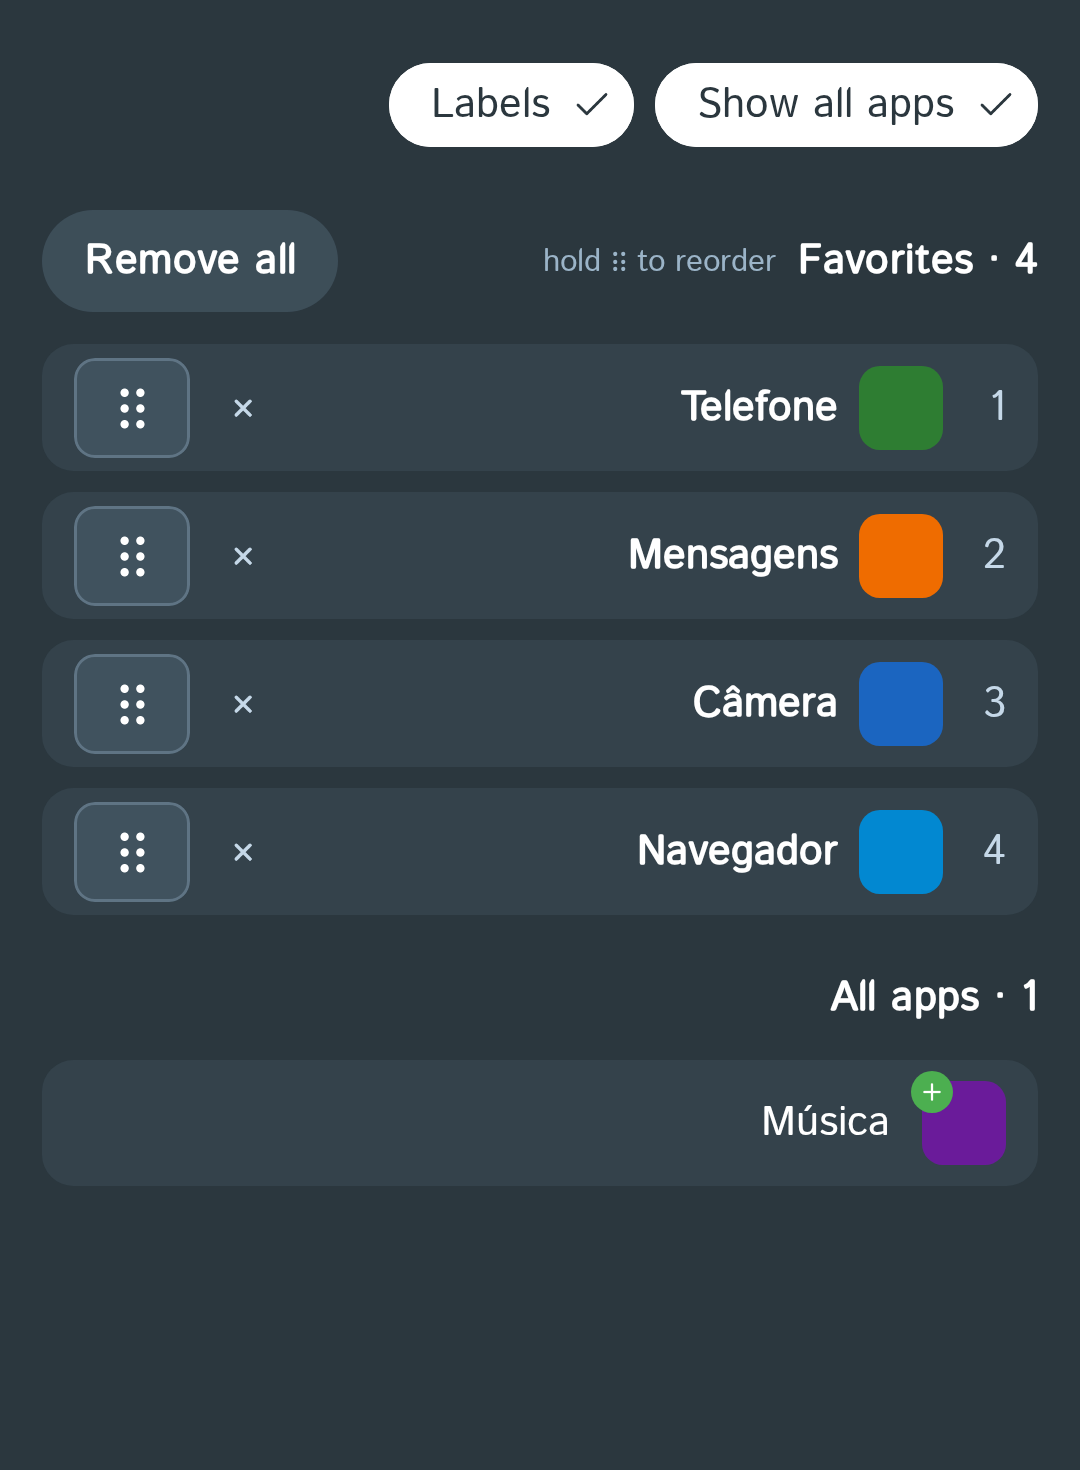 Labels ✓ Show all apps ✓
Remove all hold ⠿ to reorder Favorites · 4
× Telefone 1
× Mensagens 2
× Câmera 3
× Navegador 4
All apps · 1
Música +